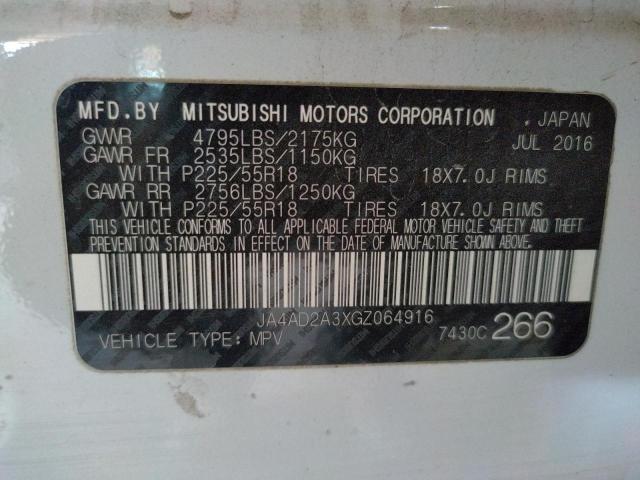 MFD.BY MITSUBISHI MOTORS CORPORATION . JAPAN
GVWR 4795LBS/2175KG JUL 2016
GAWR FR 2535LBS/1150KG
WITH P225/55R18 TIRES 18X7.0J RIMS
GAWR RR 2756LBS/1250KG
WITH P225/55R18 TIRES 18X7.0J RIMS
THIS VEHICLE CONFORMS TO ALL APPLICABLE FEDERAL MOTOR VEHICLE SAFETY AND THEFT
PREVENTION STANDARDS IN EFFECT ON THE DATE OF MANUFACTURE SHOWN ABOVE.
JA4AD2A3XGZ064916
VEHICLE TYPE: MPV 7430C 266